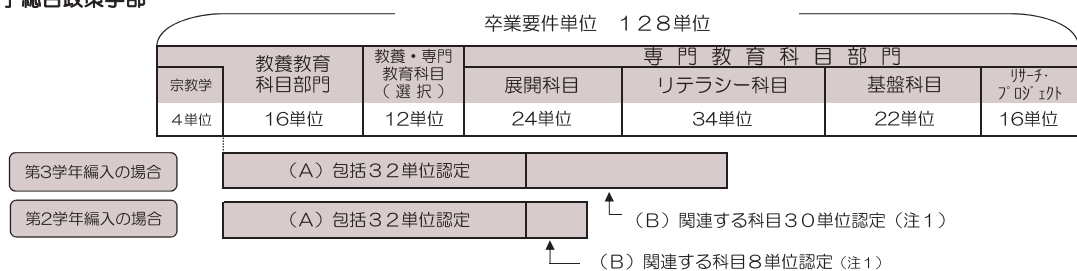 卒業要件単位 128単位
専門教育科目部門
宗教学
教養教育
科目部門
教養・専門
教育科目
(選択)
展開科目
リテラシー科目
基盤科目
リサーチ・
プロジェクト
4単位
16単位
12単位
24単位
34単位
22単位
16単位
第3学年編入の場合
(A)包括32単位認定
(B)関連する科目30単位認定(注1)
第2学年編入の場合
(A)包括32単位認定
(B)関連する科目8単位認定(注1)